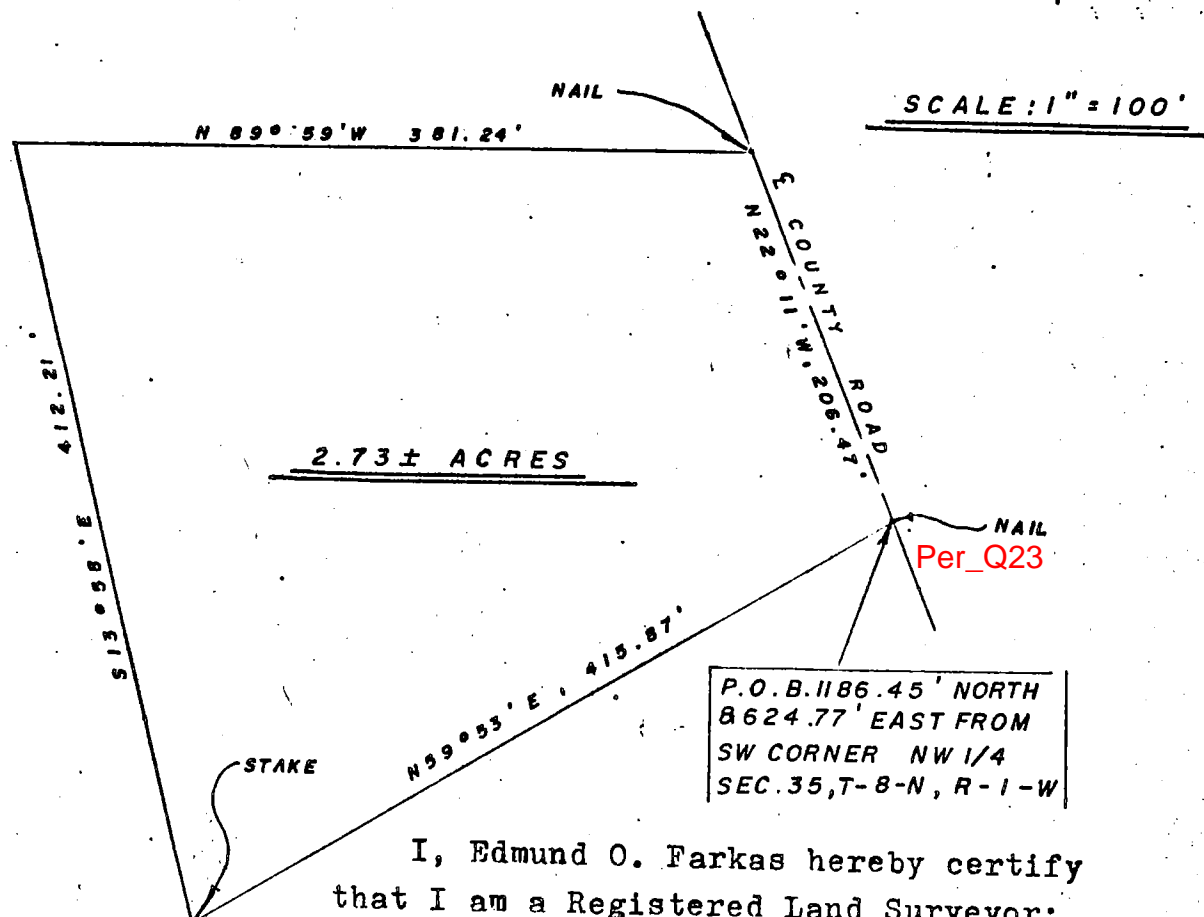 NAIL
SCALE: 1" = 100'
N 89° 59' W 381.24'
℄ COUNTY ROAD
N 22° 11' W, 206.47'
412.21'
S 13° 58' E
2.73± ACRES
NAIL
Per_Q23
N 59° 53' E, 415.87'
P.O.B. 1186.45' NORTH
& 624.77' EAST FROM
SW CORNER NW 1/4
SEC. 35, T-8-N, R-1-W
STAKE
I, Edmund O. Farkas hereby certify
that I am a Registered Land Surveyor;